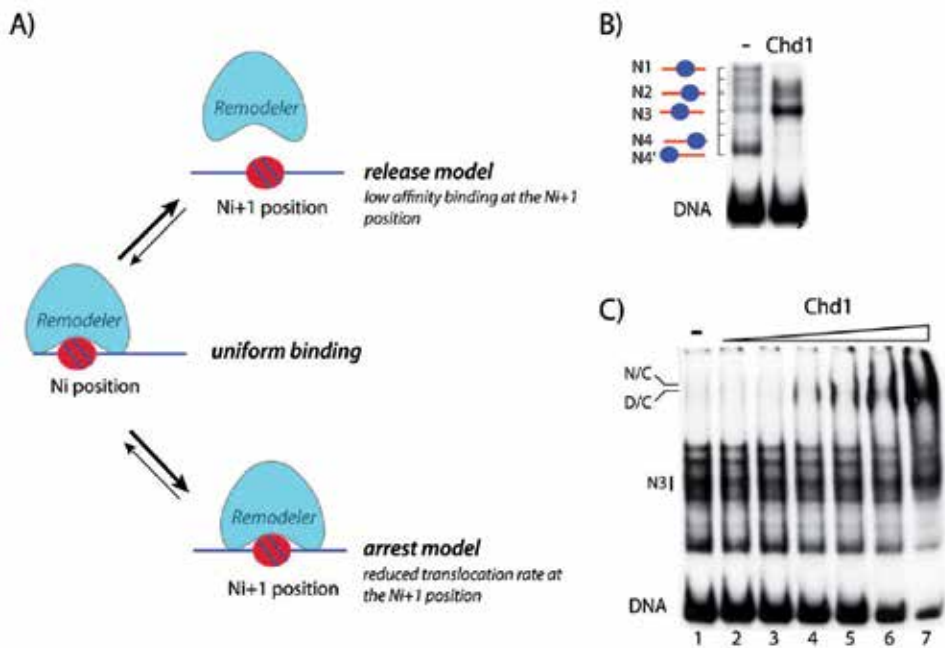 A)
Remodeler
Ni+1 position
release model
low affinity binding at the Ni+1
position
Remodeler
Ni position
uniform binding
Remodeler
Ni+1 position
arrest model
reduced translocation rate at
the Ni+1 position
B)
- Chd1
N1
N2
N3
N4
N4'
DNA
C)
Chd1
-
N/C
D/C
N3
DNA
1 2 3 4 5 6 7